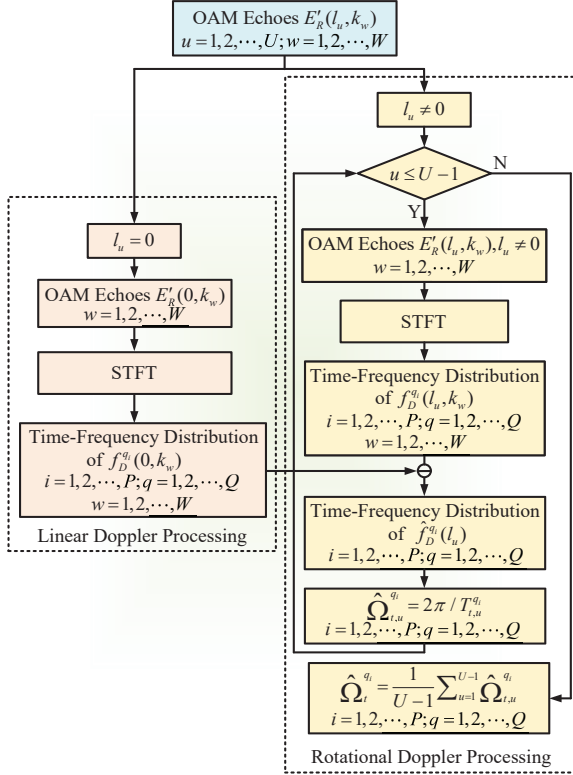 OAM Echoes E′_R(l_u, k_w)
u = 1,2,⋯,U; w = 1,2,⋯,W
l_u = 0
OAM Echoes E′_R(0, k_w)
w = 1,2,⋯,W
STFT
Time-Frequency Distribution
of f_D^{q_i}(0, k_w)
i = 1,2,⋯,P; q = 1,2,⋯,Q
w = 1,2,⋯,W
Linear Doppler Processing
l_u ≠ 0
u ≤ U − 1
N
Y
OAM Echoes E′_R(l_u, k_w), l_u ≠ 0
w = 1,2,⋯,W
STFT
Time-Frequency Distribution
of f_D^{q_i}(l_u, k_w)
i = 1,2,⋯,P; q = 1,2,⋯,Q
w = 1,2,⋯,W
⊖
Time-Frequency Distribution
of f̂_D^{q_i}(l_u)
i = 1,2,⋯,P; q = 1,2,⋯,Q
Ω̂_{t,u}^{q_i} = 2π / T_{t,u}^{q_i}
i = 1,2,⋯,P; q = 1,2,⋯,Q
Ω̂_t^{q_i} = 1/(U−1) ∑_{u=1}^{U−1} Ω̂_{t,u}^{q_i}
i = 1,2,⋯,P; q = 1,2,⋯,Q
Rotational Doppler Processing